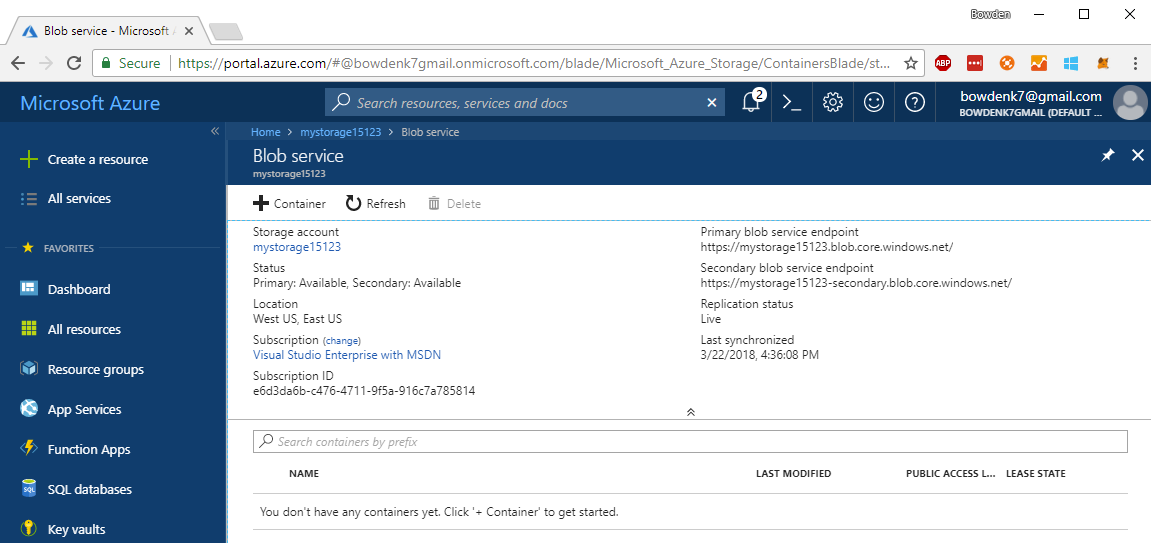 Bowden
Blob service - Microsoft A
Secure https://portal.azure.com/#@bowdenk7gmail.onmicrosoft.com/blade/Microsoft_Azure_Storage/ContainersBlade/st...
ABP
Microsoft Azure
Search resources, services and docs
2
bowdenk7@gmail.com
BOWDENK7GMAIL (DEFAULT ...
Home > mystorage15123 > Blob service
Blob service
mystorage15123
Create a resource
All services
FAVORITES
Dashboard
All resources
Resource groups
App Services
Function Apps
SQL
SQL databases
Key vaults
Container Refresh Delete
Storage account
mystorage15123
Status
Primary: Available, Secondary: Available
Location
West US, East US
Subscription (change)
Visual Studio Enterprise with MSDN
Subscription ID
e6d3da6b-c476-4711-9f5a-916c7a785814
Primary blob service endpoint
https://mystorage15123.blob.core.windows.net/
Secondary blob service endpoint
https://mystorage15123-secondary.blob.core.windows.net/
Replication status
Live
Last synchronized
3/22/2018, 4:36:08 PM
Search containers by prefix
NAME LAST MODIFIED PUBLIC ACCESS L... LEASE STATE
You don't have any containers yet. Click '+ Container' to get started.